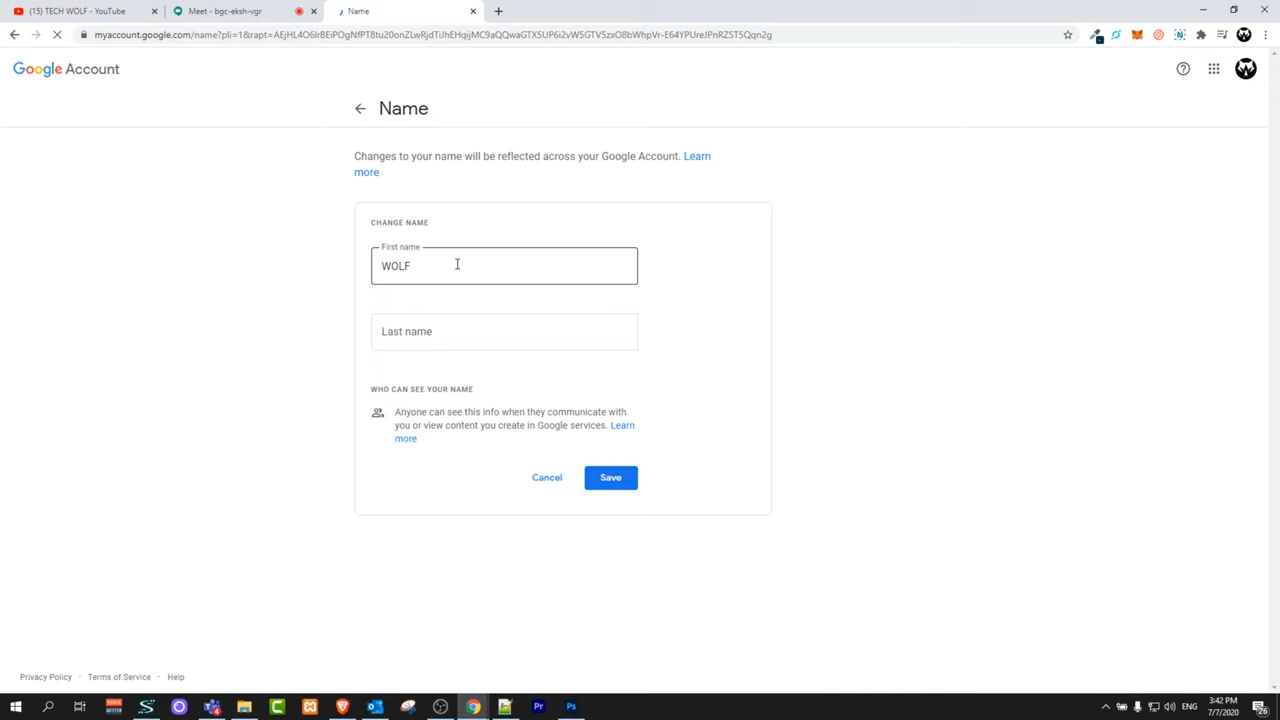 (15) TECH WOLF - YouTube
Meet - bgc-eksh-vgr
Name
myaccount.google.com/name?pli=1&rapt=AEjHL4O6IrBEiPOgNfPT8tu20onZLwRjdTiJhEHqijMC9aQQwaGTX5UP6i2vW5GTV5zxO8bWhpVr-E64YPUreJPnRZST5Qqn2g
Google Account
Name
Changes to your name will be reflected across your Google Account. Learn
more
CHANGE NAME
First name
WOLF
Last name
WHO CAN SEE YOUR NAME
Anyone can see this info when they communicate with
you or view content you create in Google services. Learn
more
Cancel
Save
Privacy Policy · Terms of Service · Help
ENG
3:42 PM
7/7/2020
26